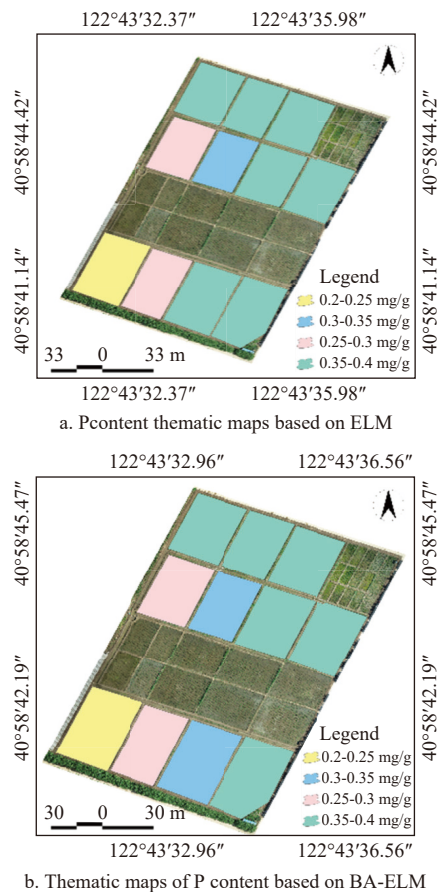 122°43′32.37″ 122°43′35.98″
40°58′44.42″ 40°58′44.42″
40°58′41.14″ 40°58′41.14″
Legend
0.2-0.25 mg/g
0.3-0.35 mg/g
0.25-0.3 mg/g
0.35-0.4 mg/g
33 0 33 m
122°43′32.37″ 122°43′35.98″
a. Pcontent thematic maps based on ELM
122°43′32.96″ 122°43′36.56″
40°58′45.47″ 40°58′45.47″
40°58′42.19″ 40°58′42.19″
Legend
0.2-0.25 mg/g
0.3-0.35 mg/g
0.25-0.3 mg/g
0.35-0.4 mg/g
30 0 30 m
122°43′32.96″ 122°43′36.56″
b. Thematic maps of P content based on BA-ELM